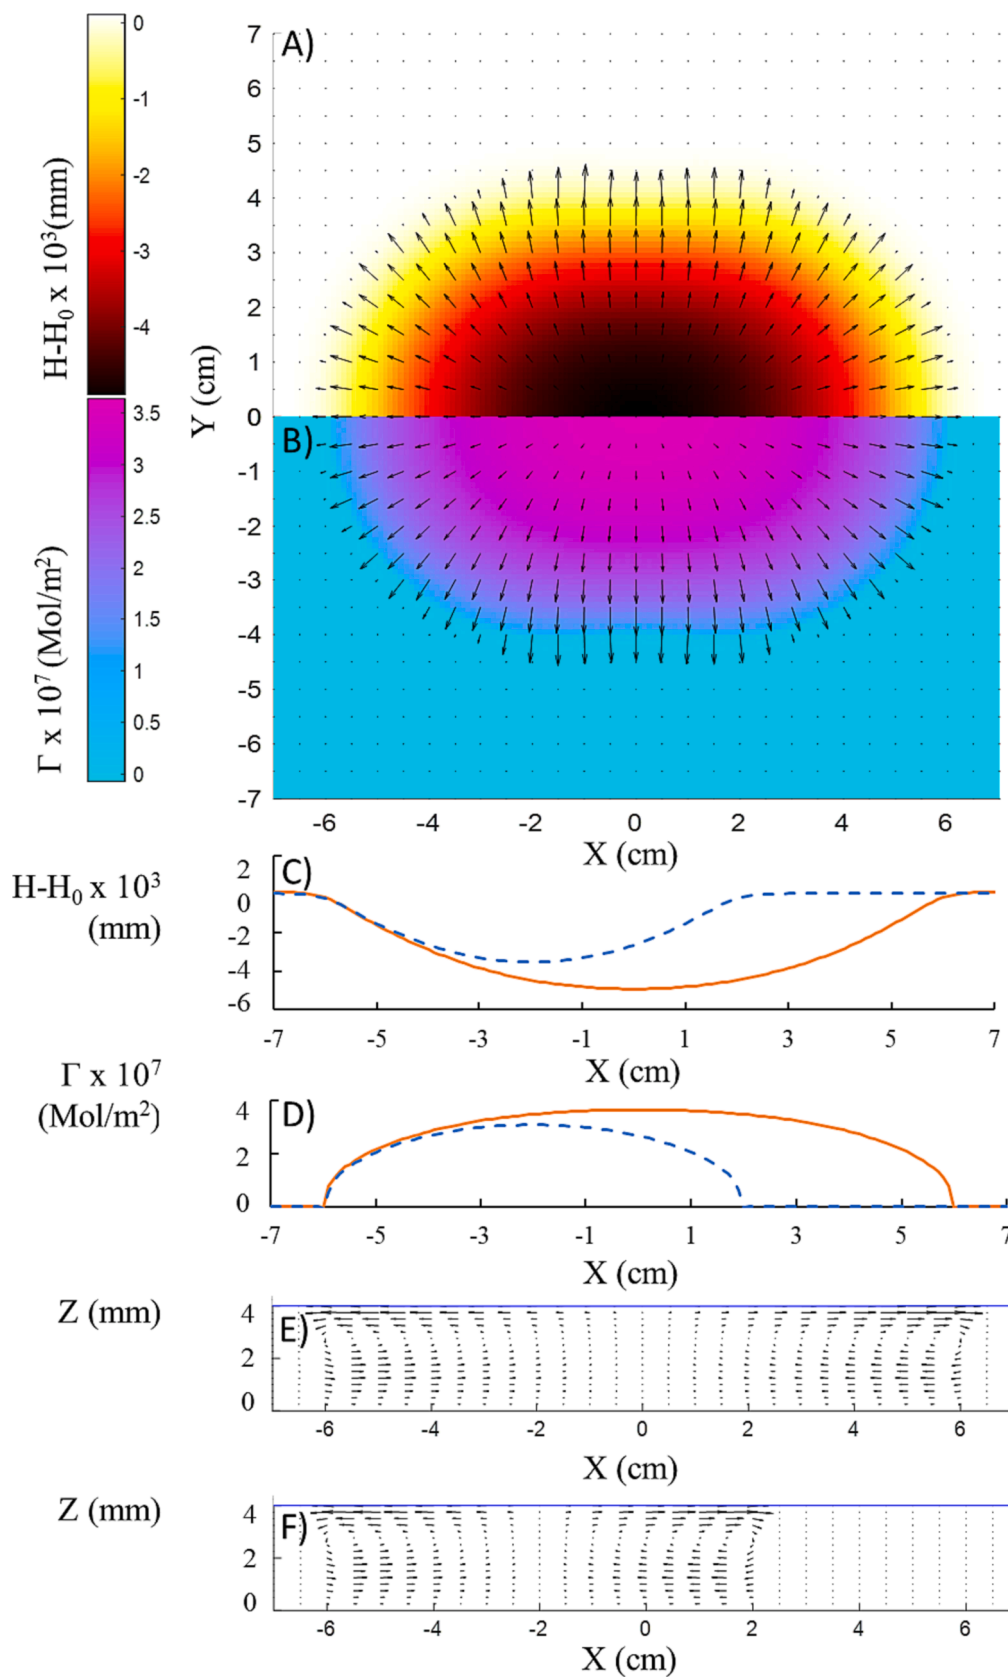 A)
7
6
5
4
3
2
1
0
-1
-2
-3
-4
-5
-6
-7
Y (cm)
0
-1
-2
-3
-4
H-H₀ x 10³(mm)
B)
3.5
3
2.5
2
1.5
1
0.5
0
Γ x 10⁷ (Mol/m²)
-6 -4 -2 0 2 4 6
X (cm)
C)
H-H₀ x 10³
(mm)
2
0
-2
-4
-6
-7 -5 -3 -1 1 3 5 7
X (cm)
D)
Γ x 10⁷
(Mol/m²)
4
2
0
-7 -5 -3 -1 1 3 5 7
X (cm)
Z (mm)
E)
4
2
0
-6 -4 -2 0 2 4 6
X (cm)
Z (mm)
F)
4
2
0
-6 -4 -2 0 2 4 6
X (cm)